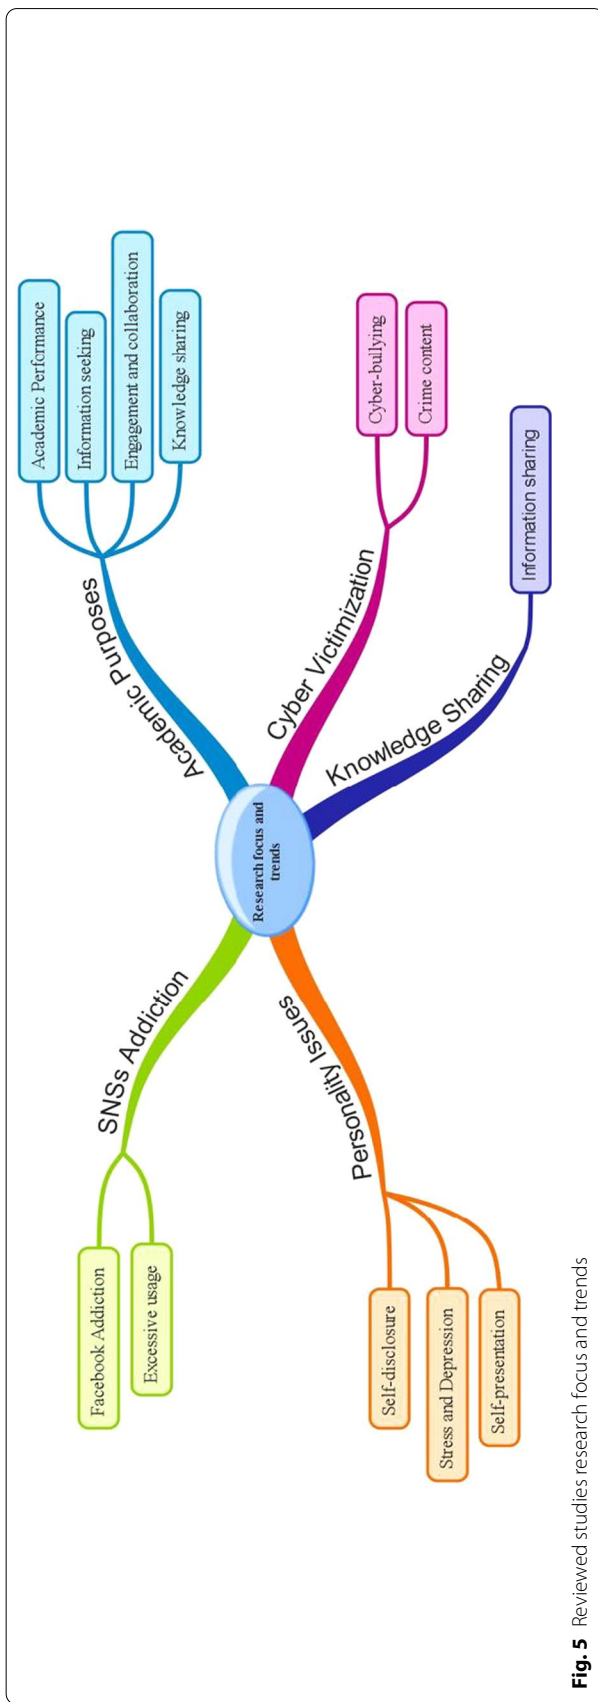 SNSs Addiction
Facebook Addiction
Excessive usage
Personality Issues
Self-disclosure
Stress and Depression
Self-presentation
Research focus and
trends
Academic Purposes
Academic Performance
Information seeking
Engagement and collaboration
Knowledge sharing
Cyber Victimization
Cyber-bullying
Crime content
Knowledge Sharing
Information sharing
Fig. 5 Reviewed studies research focus and trends